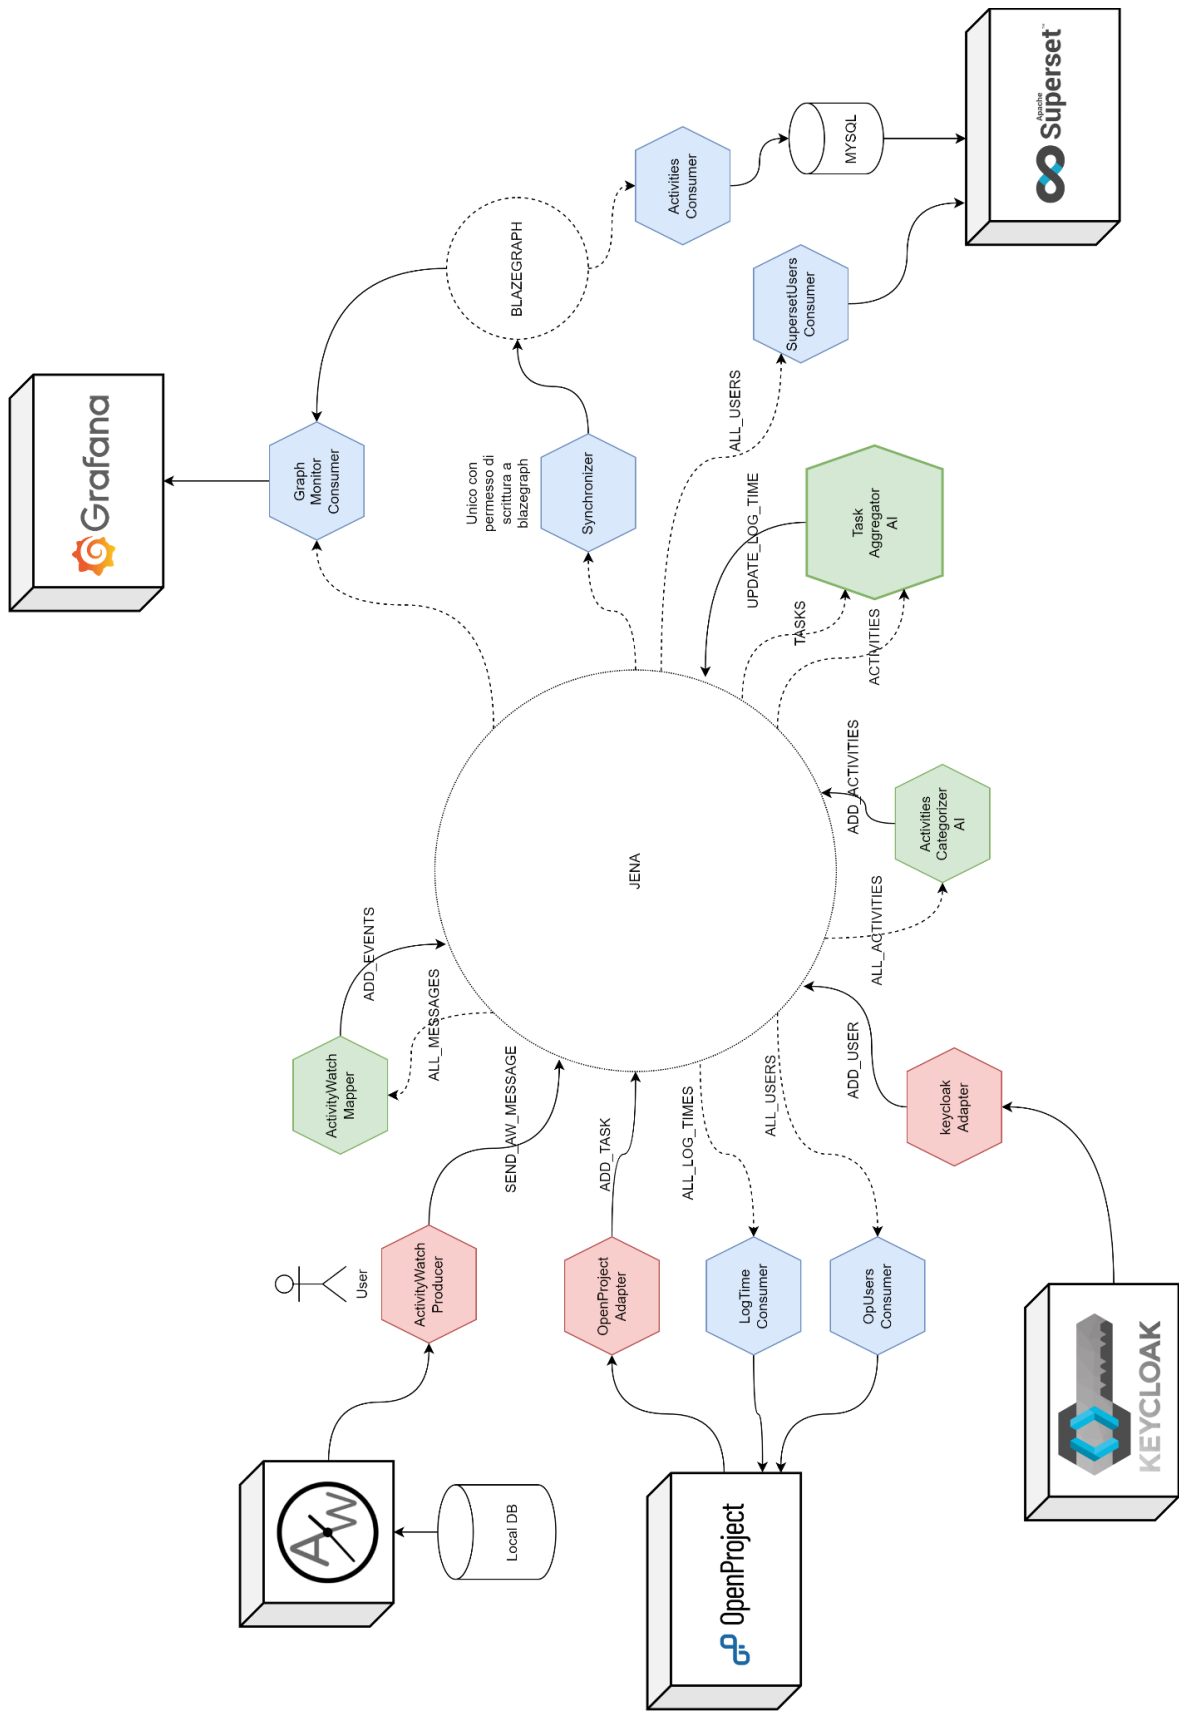 AW
Local DB
User
ActivityWatch
Producer
SEND_AW_MESSAGE
ActivityWatch
Mapper
ADD_EVENTS
ALL_MESSAGES
Grafana
Graph
Monitor
Consumer
Unico con
permesso di
scrittura a
blazegraph
Synchronizer
BLAZEGRAPH
OpenProject
OpenProject
Adapter
ADD_TASK
LogTime
Consumer
ALL_LOG_TIMES
OpUsers
Consumer
ALL_USERS
JENA
Activities
Consumer
MYSQL
ALL_USERS
SupersetUsers
Consumer
UPDATE_LOG_TIME
TASKS
ACTIVITIES
Task
Aggregator
AI
ADD_USER
keycloak
Adapter
ALL_ACTIVITIES
ADD_ACTIVITIES
Activities
Categorizer
AI
KEYCLOAK
Apache
Superset™